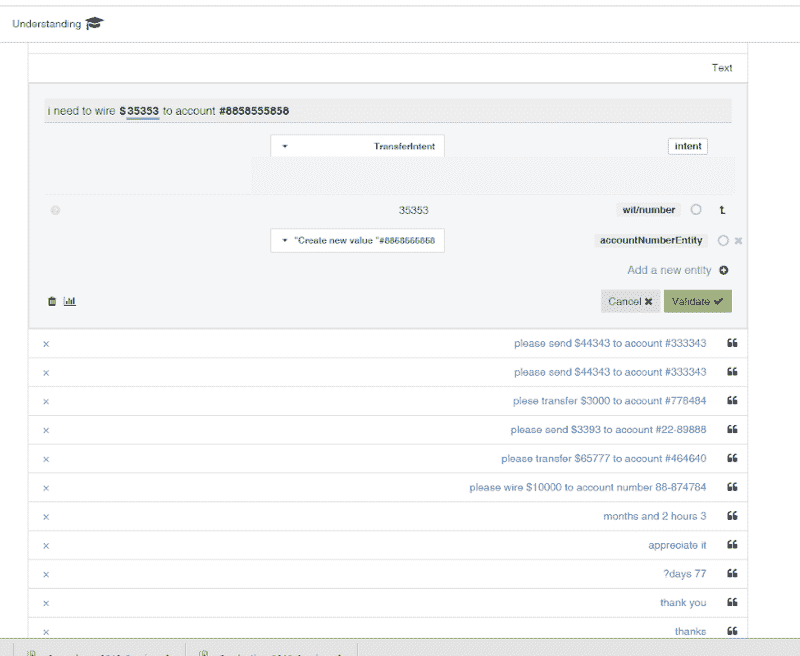 Understanding
Text
i need to wire $35353 to account #8858555858
TransferIntent intent
35353 wit/number
"Create new value "#8858555858 accountNumberEntity
Add a new entity
Cancel Validate
please send $44343 to account #333343
please send $44343 to account #333343
plese transfer $3000 to account #778484
please send $3393 to account #22-89888
please transfer $65777 to account #464640
please wire $10000 to account number 88-874784
months and 2 hours 3
appreciate it
?days 77
thank you
thanks